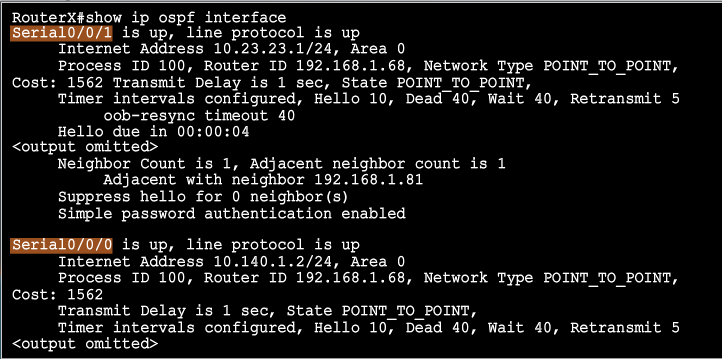 RouterX#show ip ospf interface
Serial0/0/1 is up, line protocol is up
Internet Address 10.23.23.1/24, Area 0
Process ID 100, Router ID 192.168.1.68, Network Type POINT_TO_POINT,
Cost: 1562 Transmit Delay is 1 sec, State POINT_TO_POINT,
Timer intervals configured, Hello 10, Dead 40, Wait 40, Retransmit 5
oob-resync timeout 40
Hello due in 00:00:04
<output omitted>
Neighbor Count is 1, Adjacent neighbor count is 1
Adjacent with neighbor 192.168.1.81
Suppress hello for 0 neighbor(s)
Simple password authentication enabled
Serial0/0/0 is up, line protocol is up
Internet Address 10.140.1.2/24, Area 0
Process ID 100, Router ID 192.168.1.68, Network Type POINT_TO_POINT,
Cost: 1562
Transmit Delay is 1 sec, State POINT_TO_POINT,
Timer intervals configured, Hello 10, Dead 40, Wait 40, Retransmit 5
<output omitted>